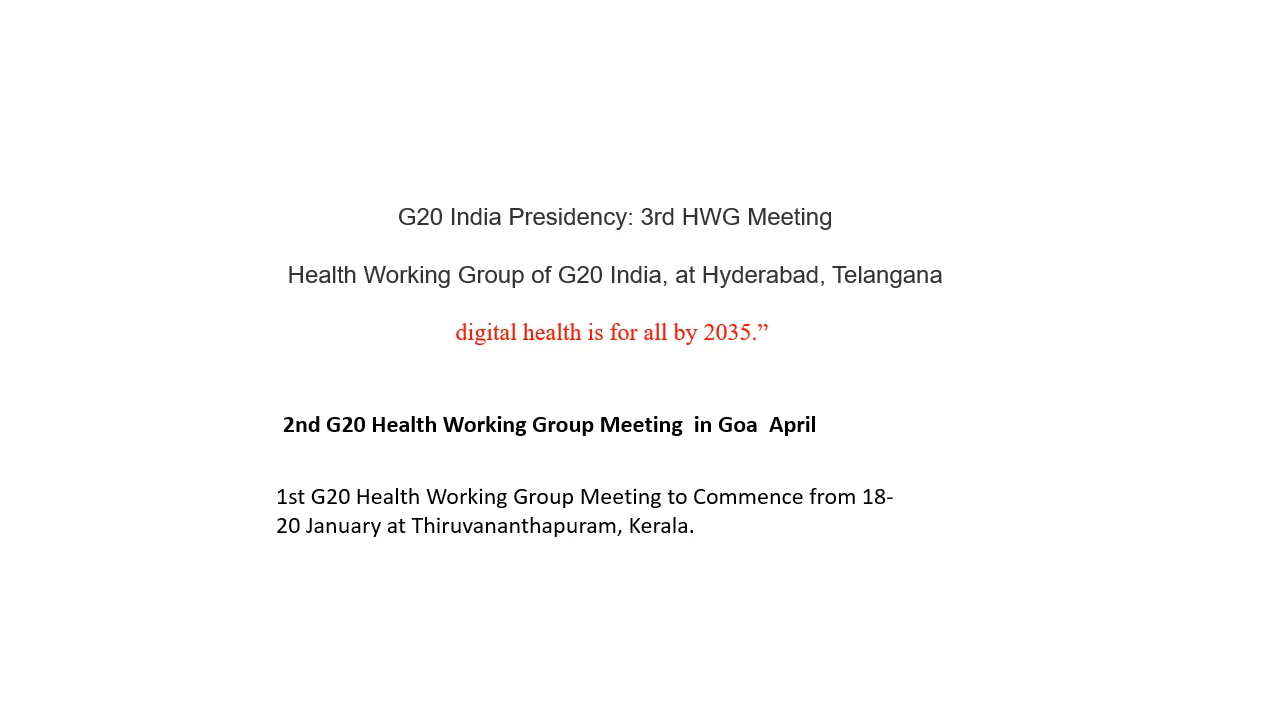 G20 India Presidency: 3rd HWG Meeting
Health Working Group of G20 India, at Hyderabad, Telangana
digital health is for all by 2035.”
2nd G20 Health Working Group Meeting  in Goa  April
1st G20 Health Working Group Meeting to Commence from 18-
20 January at Thiruvananthapuram, Kerala.